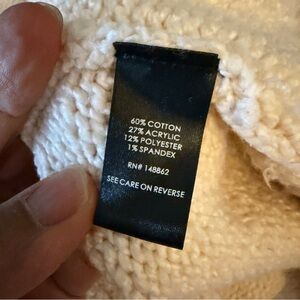 60% COTTON
27% ACRYLIC
12% POLYESTER
1% SPANDEX
RN# 148862
SEE CARE ON REVERSE